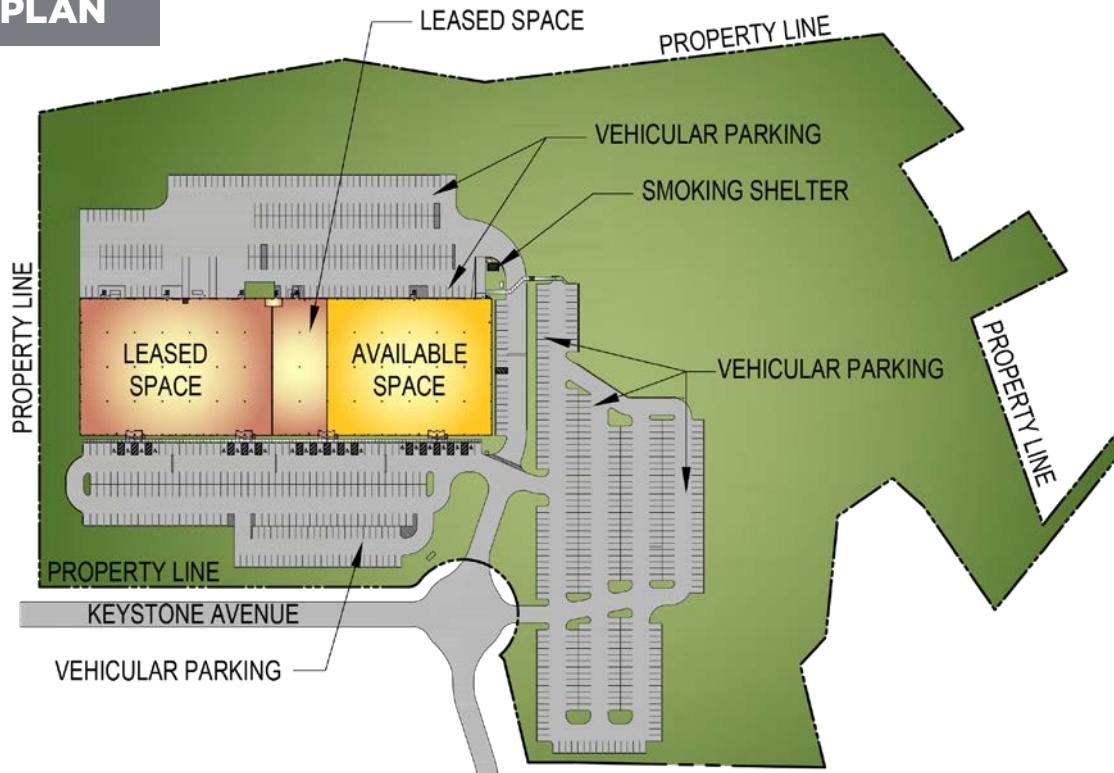 PLAN
LEASED SPACE
PROPERTY LINE
VEHICULAR PARKING
SMOKING SHELTER
PROPERTY LINE
LEASED
SPACE
AVAILABLE
SPACE
PROPERTY LINE
VEHICULAR PARKING
PROPERTY LINE
KEYSTONE AVENUE
VEHICULAR PARKING